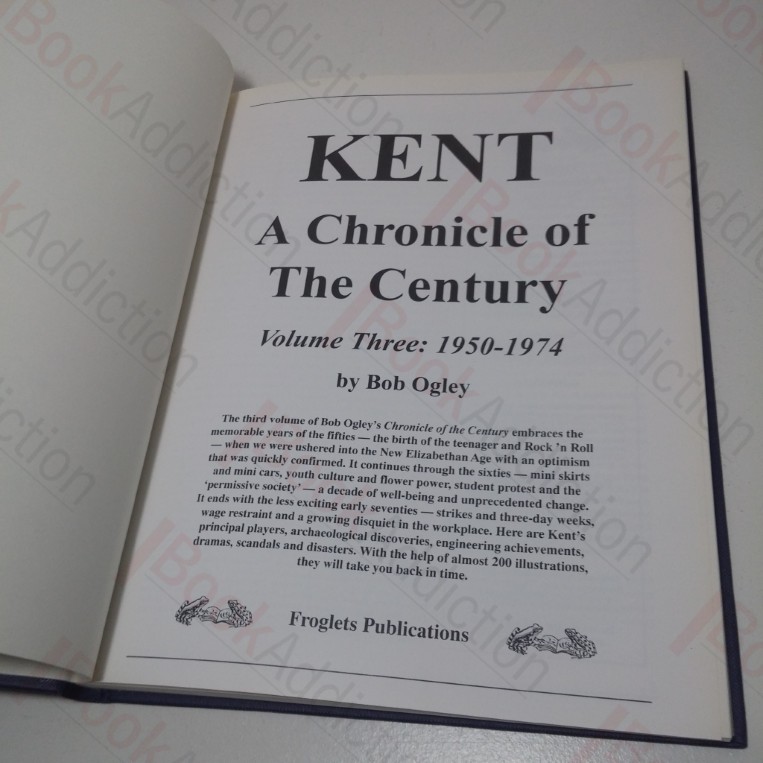 KENT
A Chronicle of
The Century
Volume Three: 1950-1974
by Bob Ogley
The third volume of Bob Ogley's Chronicle of the Century embraces the
memorable years of the fifties — the birth of the teenager and Rock 'n Roll
— when we were ushered into the New Elizabethan Age with an optimism
that was quickly confirmed. It continues through the sixties — mini skirts
and mini cars, youth culture and flower power, student protest and the
'permissive society' — a decade of well-being and unprecedented change.
It ends with the less exciting early seventies — strikes and three-day weeks,
wage restraint and a growing disquiet in the workplace. Here are Kent's
principal players, archaeological discoveries, engineering achievements,
dramas, scandals and disasters. With the help of almost 200 illustrations,
they will take you back in time.
Froglets Publications
BookAddiction